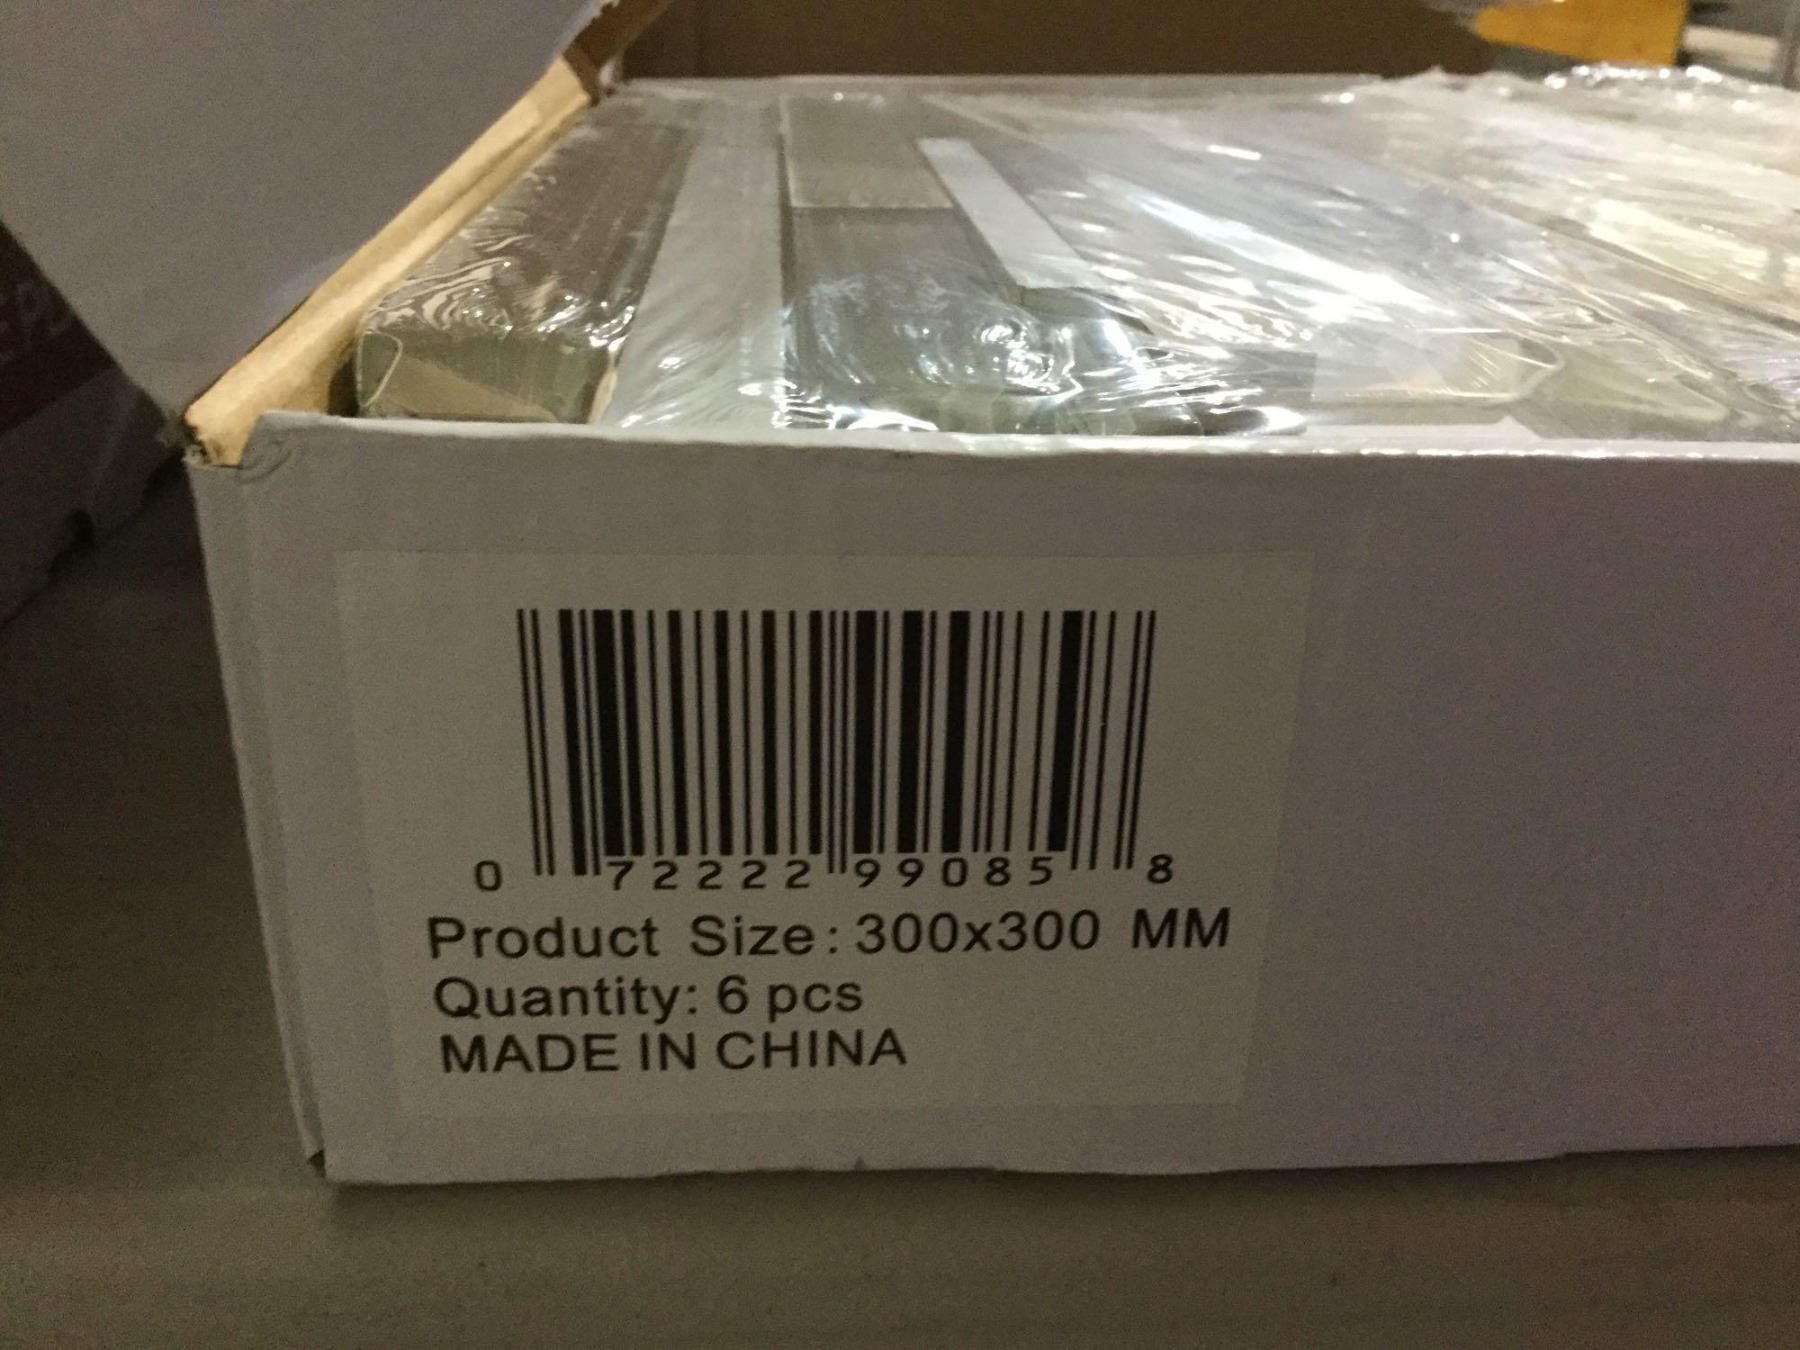 0 72222 99085 8
Product Size: 300x300 MM
Quantity: 6 pcs
MADE IN CHINA